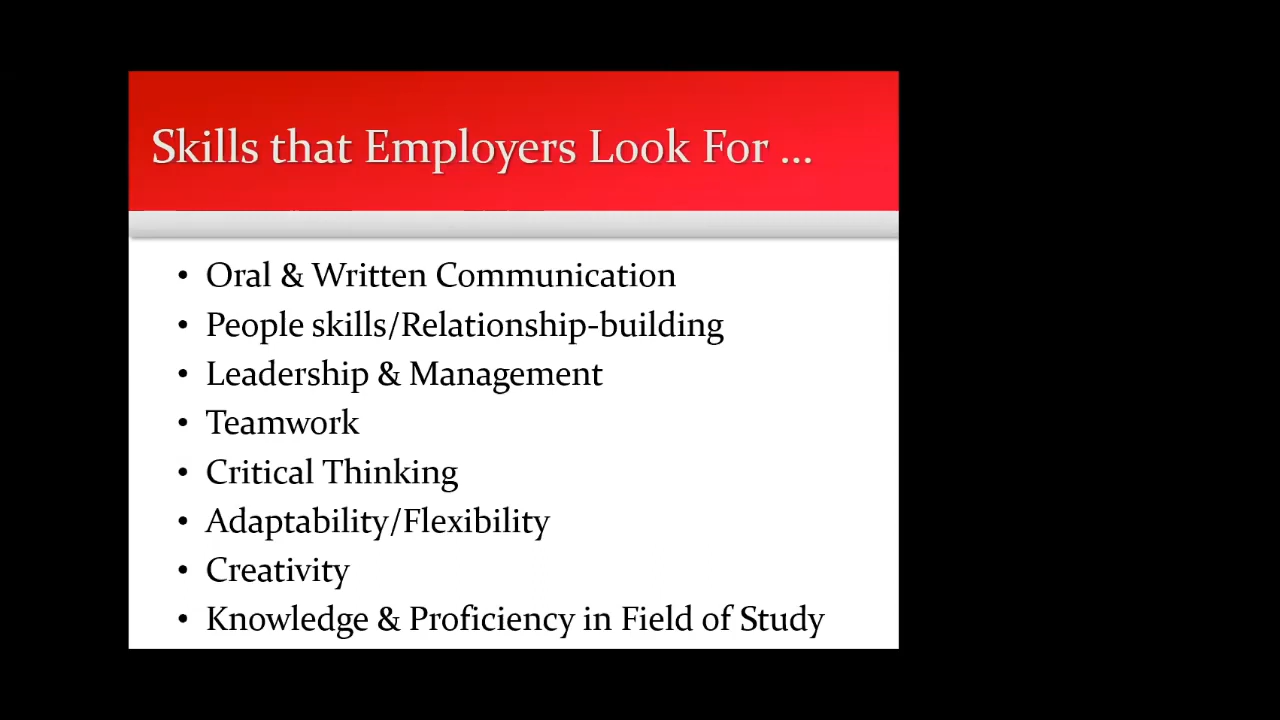 Skills that Employers Look For ...
• Oral & Written Communication
• People skills/Relationship-building
• Leadership & Management
• Teamwork
• Critical Thinking
• Adaptability/Flexibility
• Creativity
• Knowledge & Proficiency in Field of Study